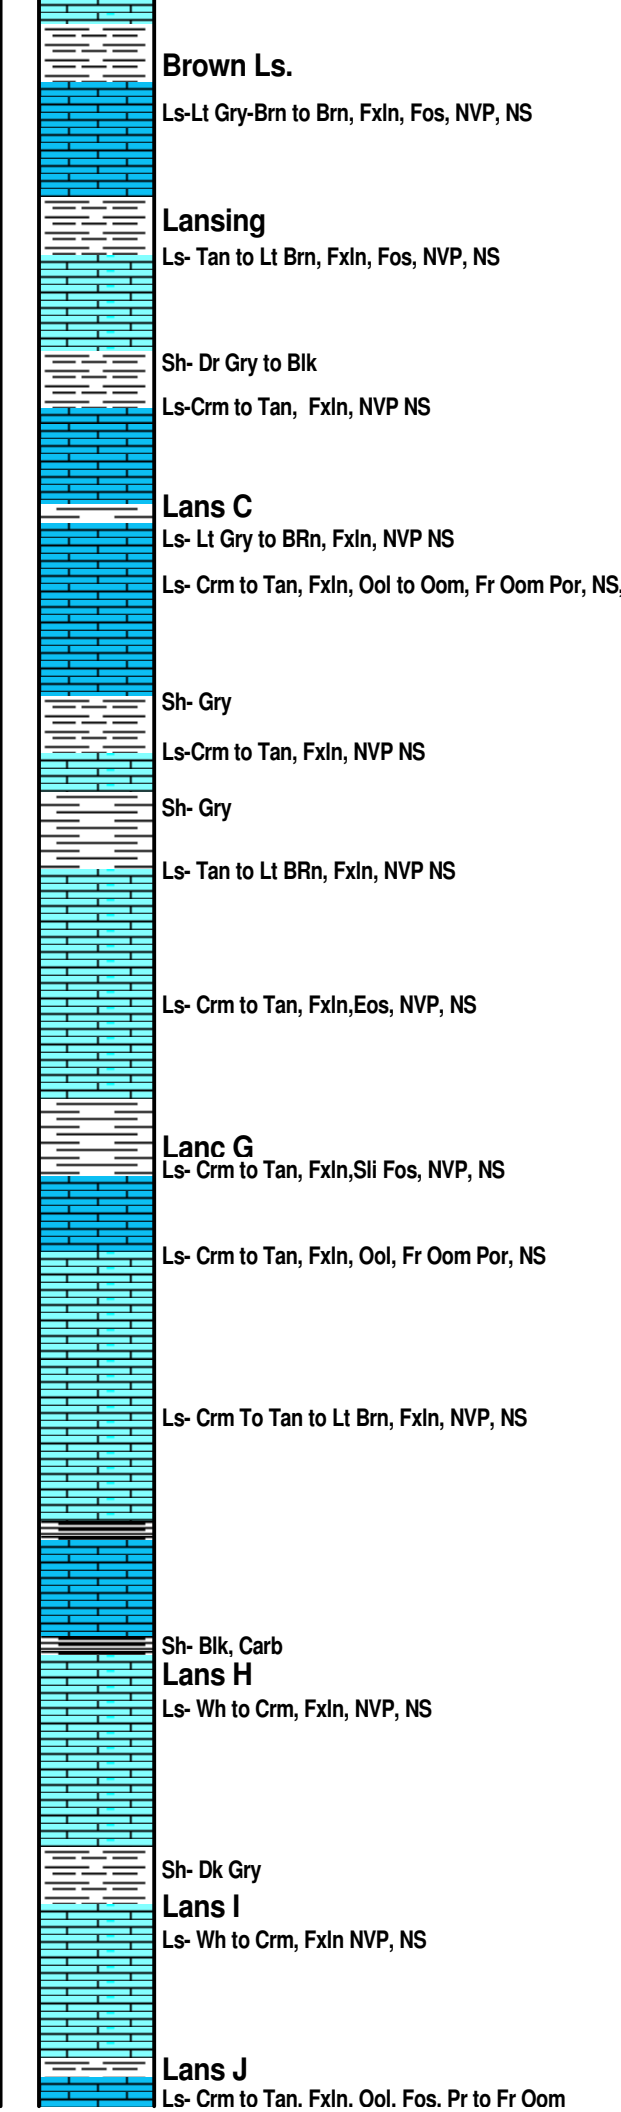 Brown Ls.
Ls-Lt Gry-Brn to Brn, Fxln, Fos, NVP, NS
Lansing
Ls- Tan to Lt Brn, Fxln, Fos, NVP, NS
Sh- Dr Gry to Blk
Ls-Crm to Tan, Fxln, NVP NS
Lans C
Ls- Lt Gry to BRn, Fxln, NVP NS
Ls- Crm to Tan, Fxln, Ool to Oom, Fr Oom Por, NS,
Sh- Gry
Ls-Crm to Tan, Fxln, NVP NS
Sh- Gry
Ls- Tan to Lt BRn, Fxln, NVP NS
Ls- Crm to Tan, Fxln,Eos, NVP, NS
Lanc G
Ls- Crm to Tan, Fxln,Sli Fos, NVP, NS
Ls- Crm to Tan, Fxln, Ool, Fr Oom Por, NS
Ls- Crm To Tan to Lt Brn, Fxln, NVP, NS
Sh- Blk, Carb
Lans H
Ls- Wh to Crm, Fxln, NVP, NS
Sh- Dk Gry
Lans I
Ls- Wh to Crm, Fxln NVP, NS
Lans J
Ls- Crm to Tan, Fxln, Ool, Fos, Pr to Fr Oom